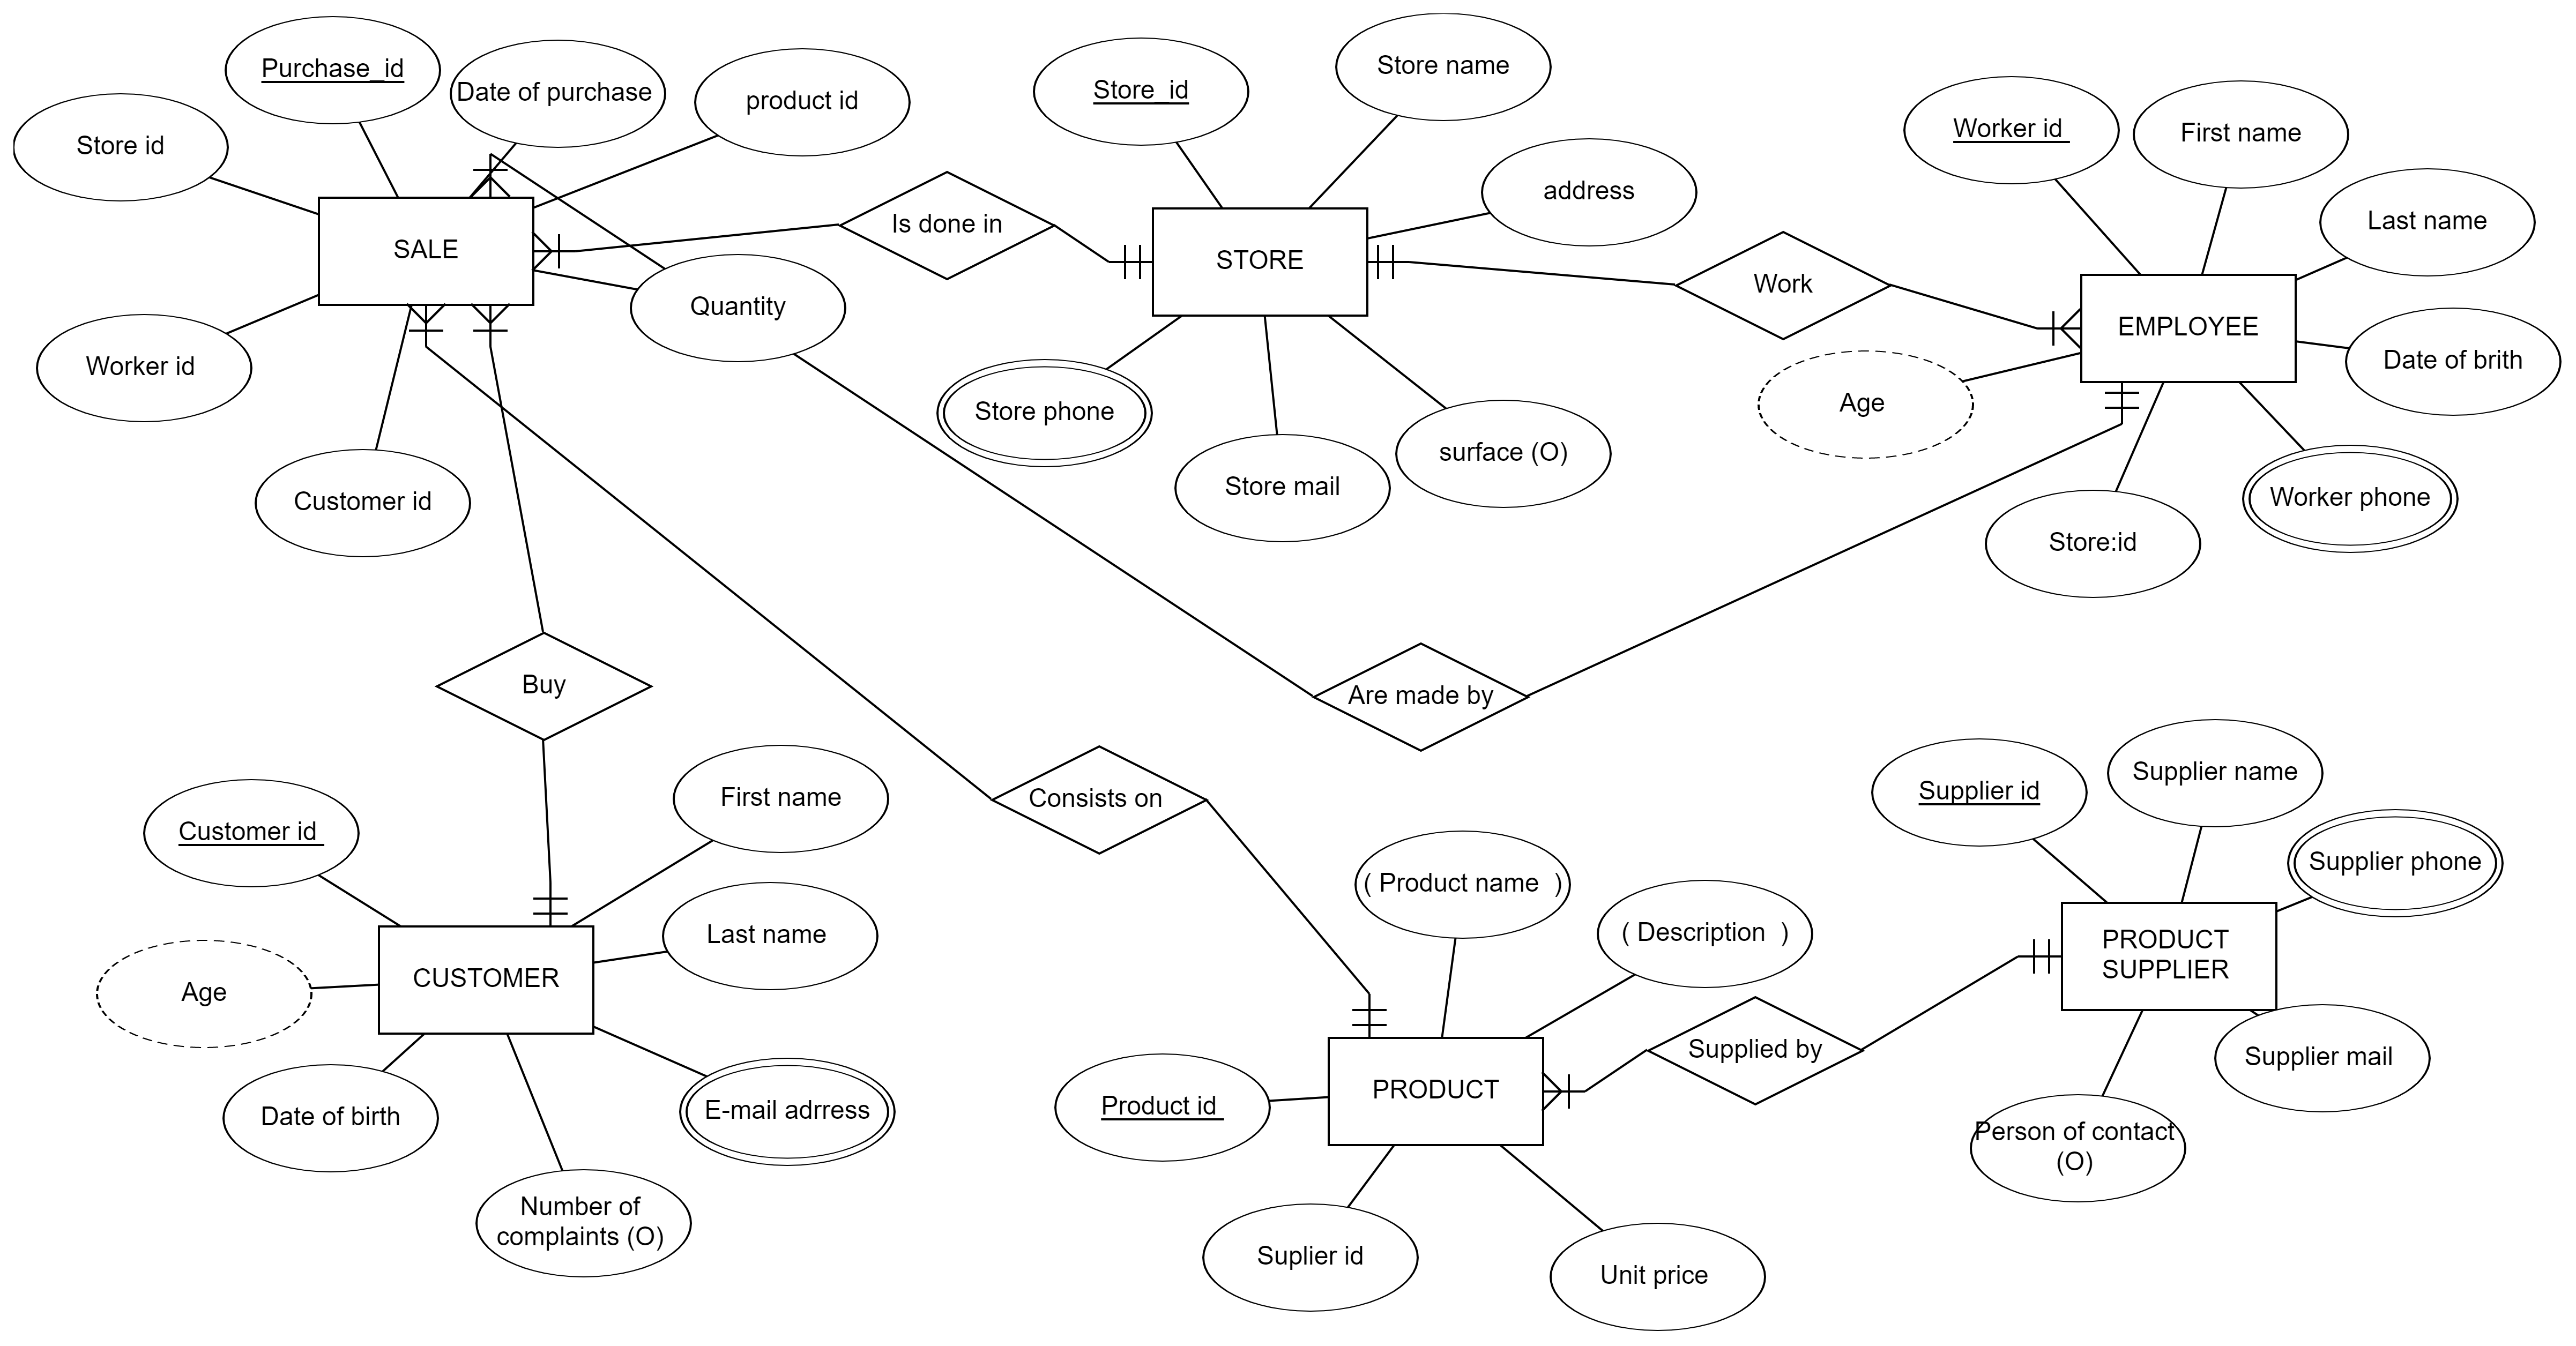 Purchase_id
Date of purchase
product id
Store id
SALE
Worker id
Customer id
Quantity
Is done in
Store_id
Store name
address
STORE
Store phone
Store mail
surface (O)
Work
Worker id
First name
Last name
EMPLOYEE
Date of brith
Age
Worker phone
Store:id
Buy
Are made by
Consists on
Customer id
First name
Last name
CUSTOMER
Age
Date of birth
E-mail adrress
Number of
complaints (O)
( Product name )
( Description )
Product id
PRODUCT
Suplier id
Unit price
Supplied by
Supplier id
Supplier name
Supplier phone
PRODUCT
SUPPLIER
Supplier mail
Person of contact
(O)